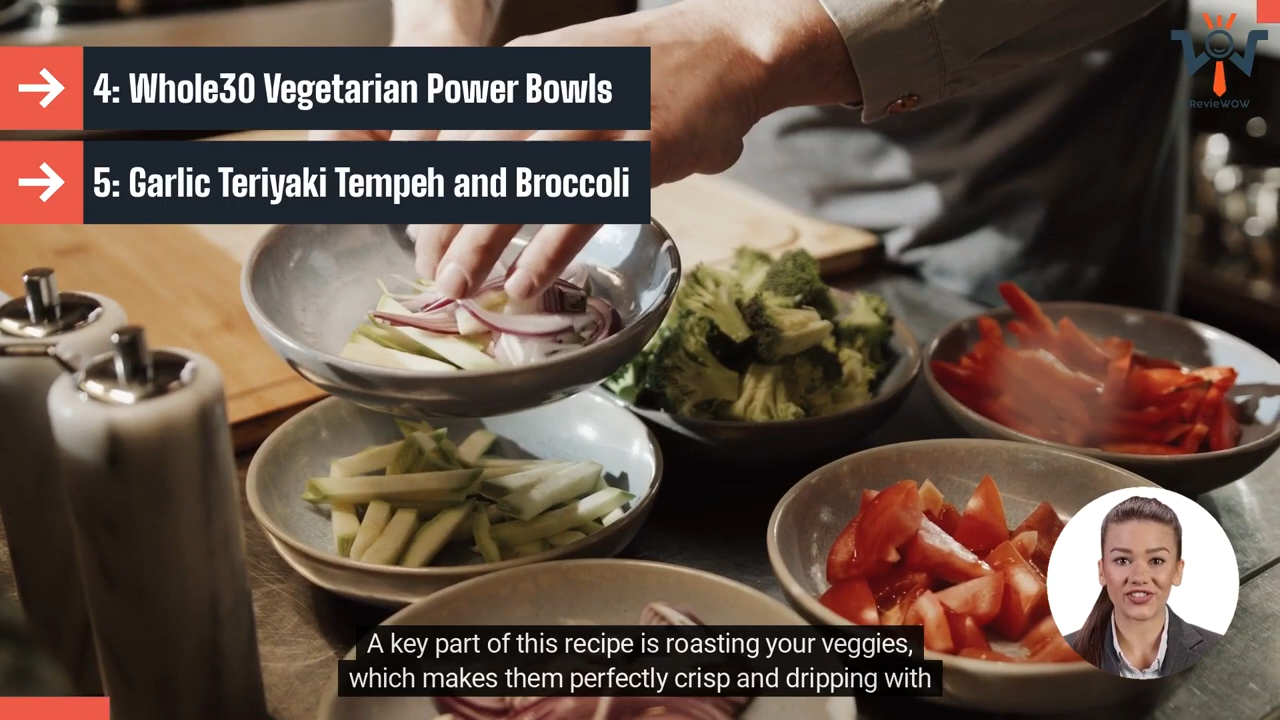 4: Whole30 Vegetarian Power Bowls
5: Garlic Teriyaki Tempeh and Broccoli
RevieWOW
A key part of this recipe is roasting your veggies,
which makes them perfectly crisp and dripping with